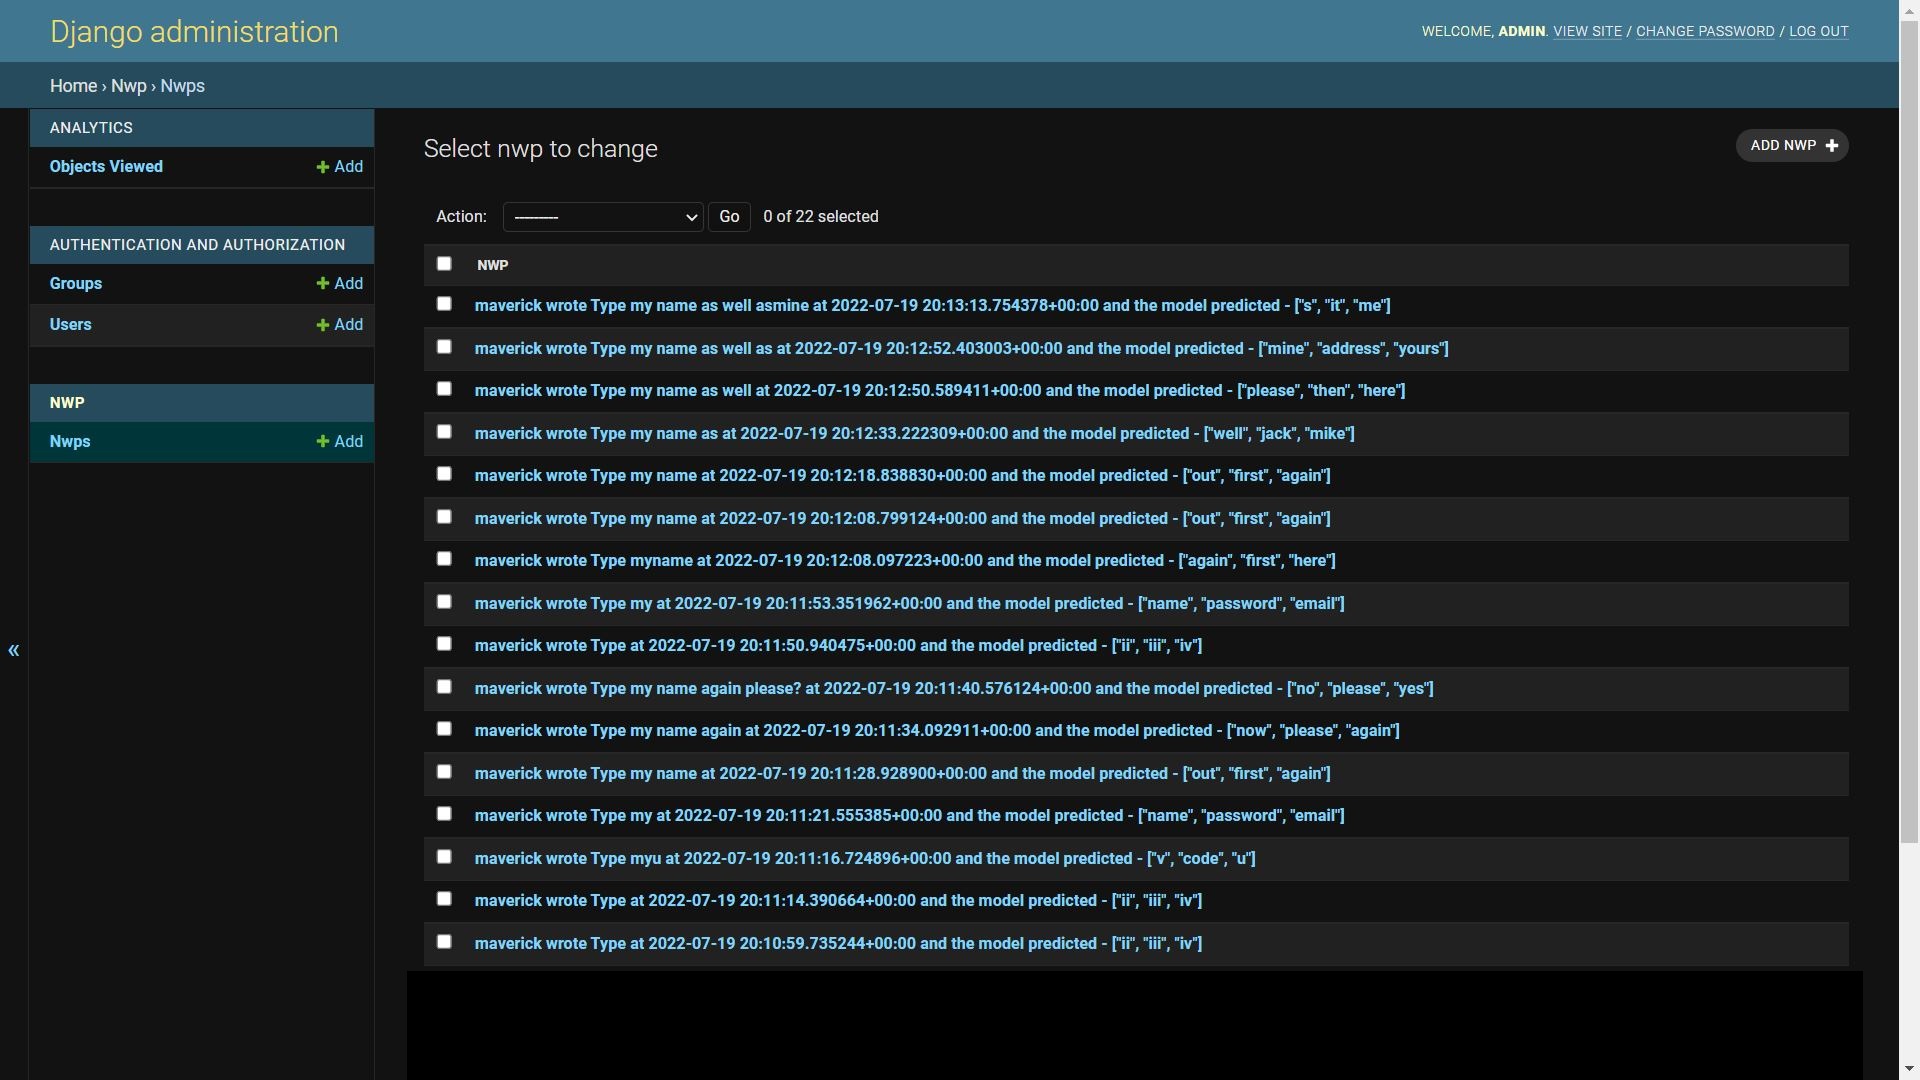 Django administration
WELCOME, ADMIN. VIEW SITE / CHANGE PASSWORD / LOG OUT
Home › Nwp › Nwps
ANALYTICS
Objects Viewed + Add
AUTHENTICATION AND AUTHORIZATION
Groups + Add
Users + Add
NWP
Nwps + Add
«
Select nwp to change
ADD NWP +
Action: --------- Go 0 of 22 selected
NWP
maverick wrote Type my name as well asmine at 2022-07-19 20:13:13.754378+00:00 and the model predicted - ["s", "it", "me"]
maverick wrote Type my name as well as at 2022-07-19 20:12:52.403003+00:00 and the model predicted - ["mine", "address", "yours"]
maverick wrote Type my name as well at 2022-07-19 20:12:50.589411+00:00 and the model predicted - ["please", "then", "here"]
maverick wrote Type my name as at 2022-07-19 20:12:33.222309+00:00 and the model predicted - ["well", "jack", "mike"]
maverick wrote Type my name at 2022-07-19 20:12:18.838830+00:00 and the model predicted - ["out", "first", "again"]
maverick wrote Type my name at 2022-07-19 20:12:08.799124+00:00 and the model predicted - ["out", "first", "again"]
maverick wrote Type myname at 2022-07-19 20:12:08.097223+00:00 and the model predicted - ["again", "first", "here"]
maverick wrote Type my at 2022-07-19 20:11:53.351962+00:00 and the model predicted - ["name", "password", "email"]
maverick wrote Type at 2022-07-19 20:11:50.940475+00:00 and the model predicted - ["ii", "iii", "iv"]
maverick wrote Type my name again please? at 2022-07-19 20:11:40.576124+00:00 and the model predicted - ["no", "please", "yes"]
maverick wrote Type my name again at 2022-07-19 20:11:34.092911+00:00 and the model predicted - ["now", "please", "again"]
maverick wrote Type my name at 2022-07-19 20:11:28.928900+00:00 and the model predicted - ["out", "first", "again"]
maverick wrote Type my at 2022-07-19 20:11:21.555385+00:00 and the model predicted - ["name", "password", "email"]
maverick wrote Type myu at 2022-07-19 20:11:16.724896+00:00 and the model predicted - ["v", "code", "u"]
maverick wrote Type at 2022-07-19 20:11:14.390664+00:00 and the model predicted - ["ii", "iii", "iv"]
maverick wrote Type at 2022-07-19 20:10:59.735244+00:00 and the model predicted - ["ii", "iii", "iv"]